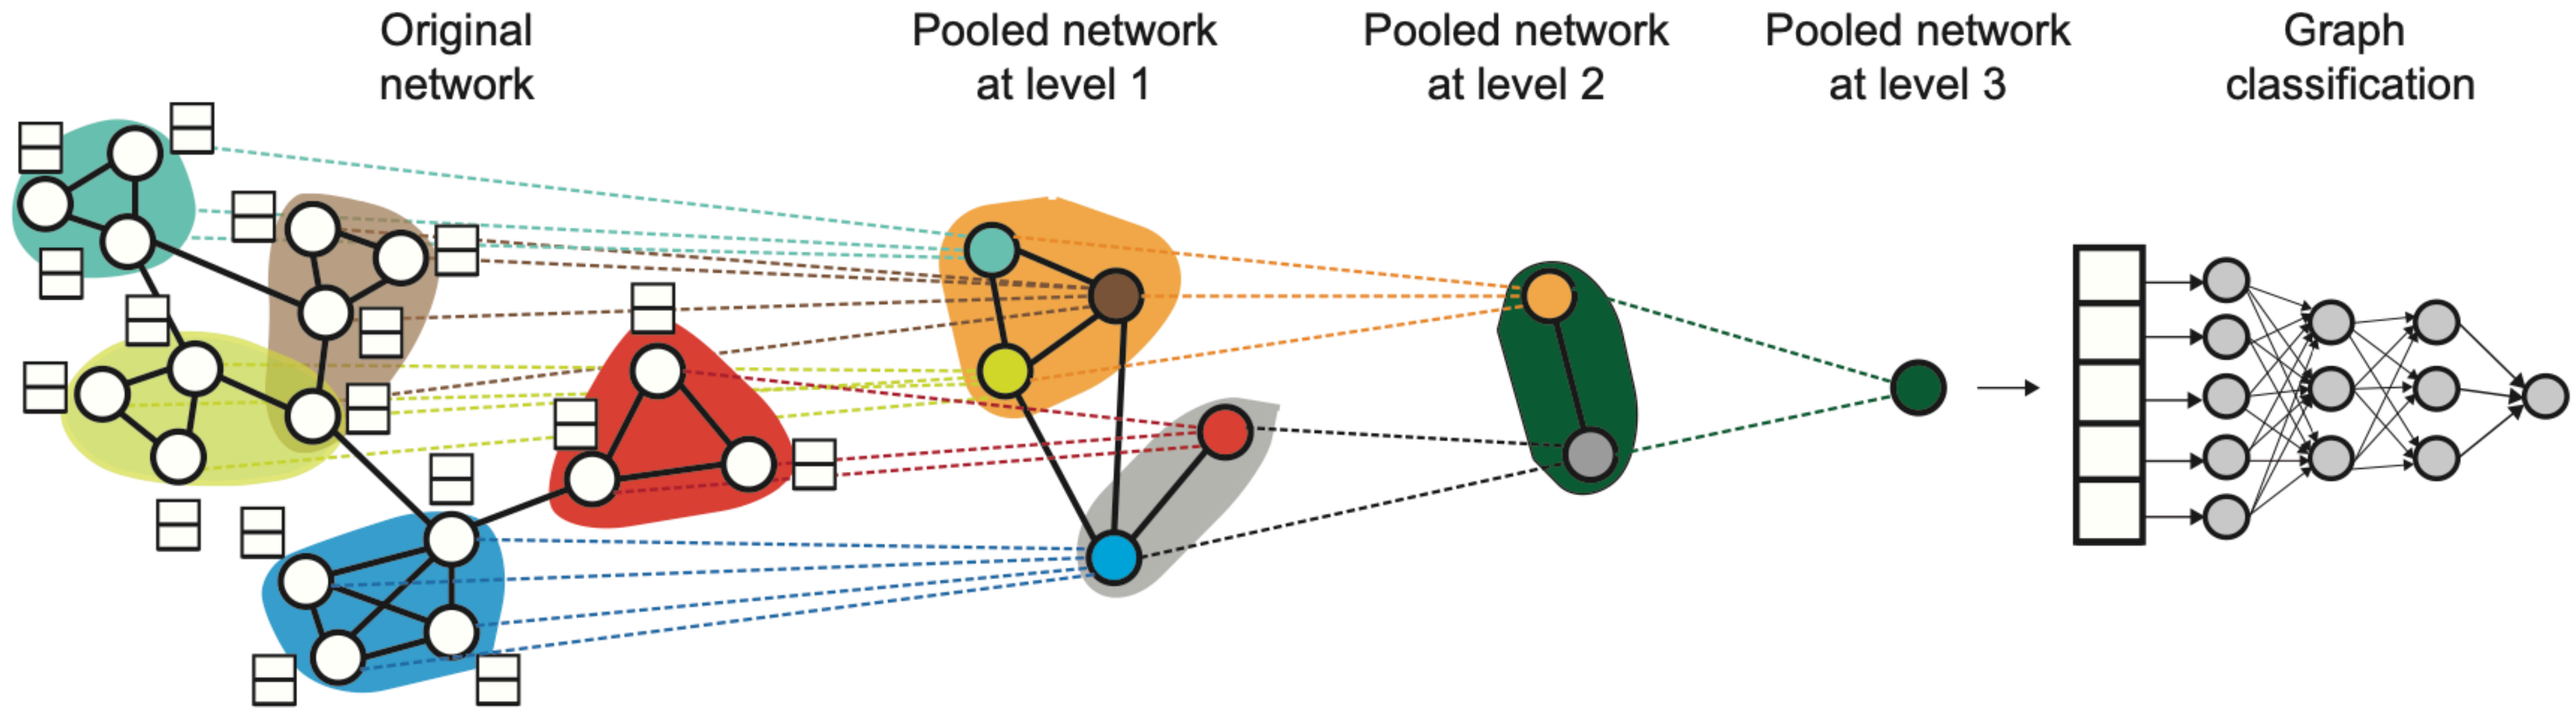 Original
network
Pooled network
at level 1
Pooled network
at level 2
Pooled network
at level 3
Graph
classification